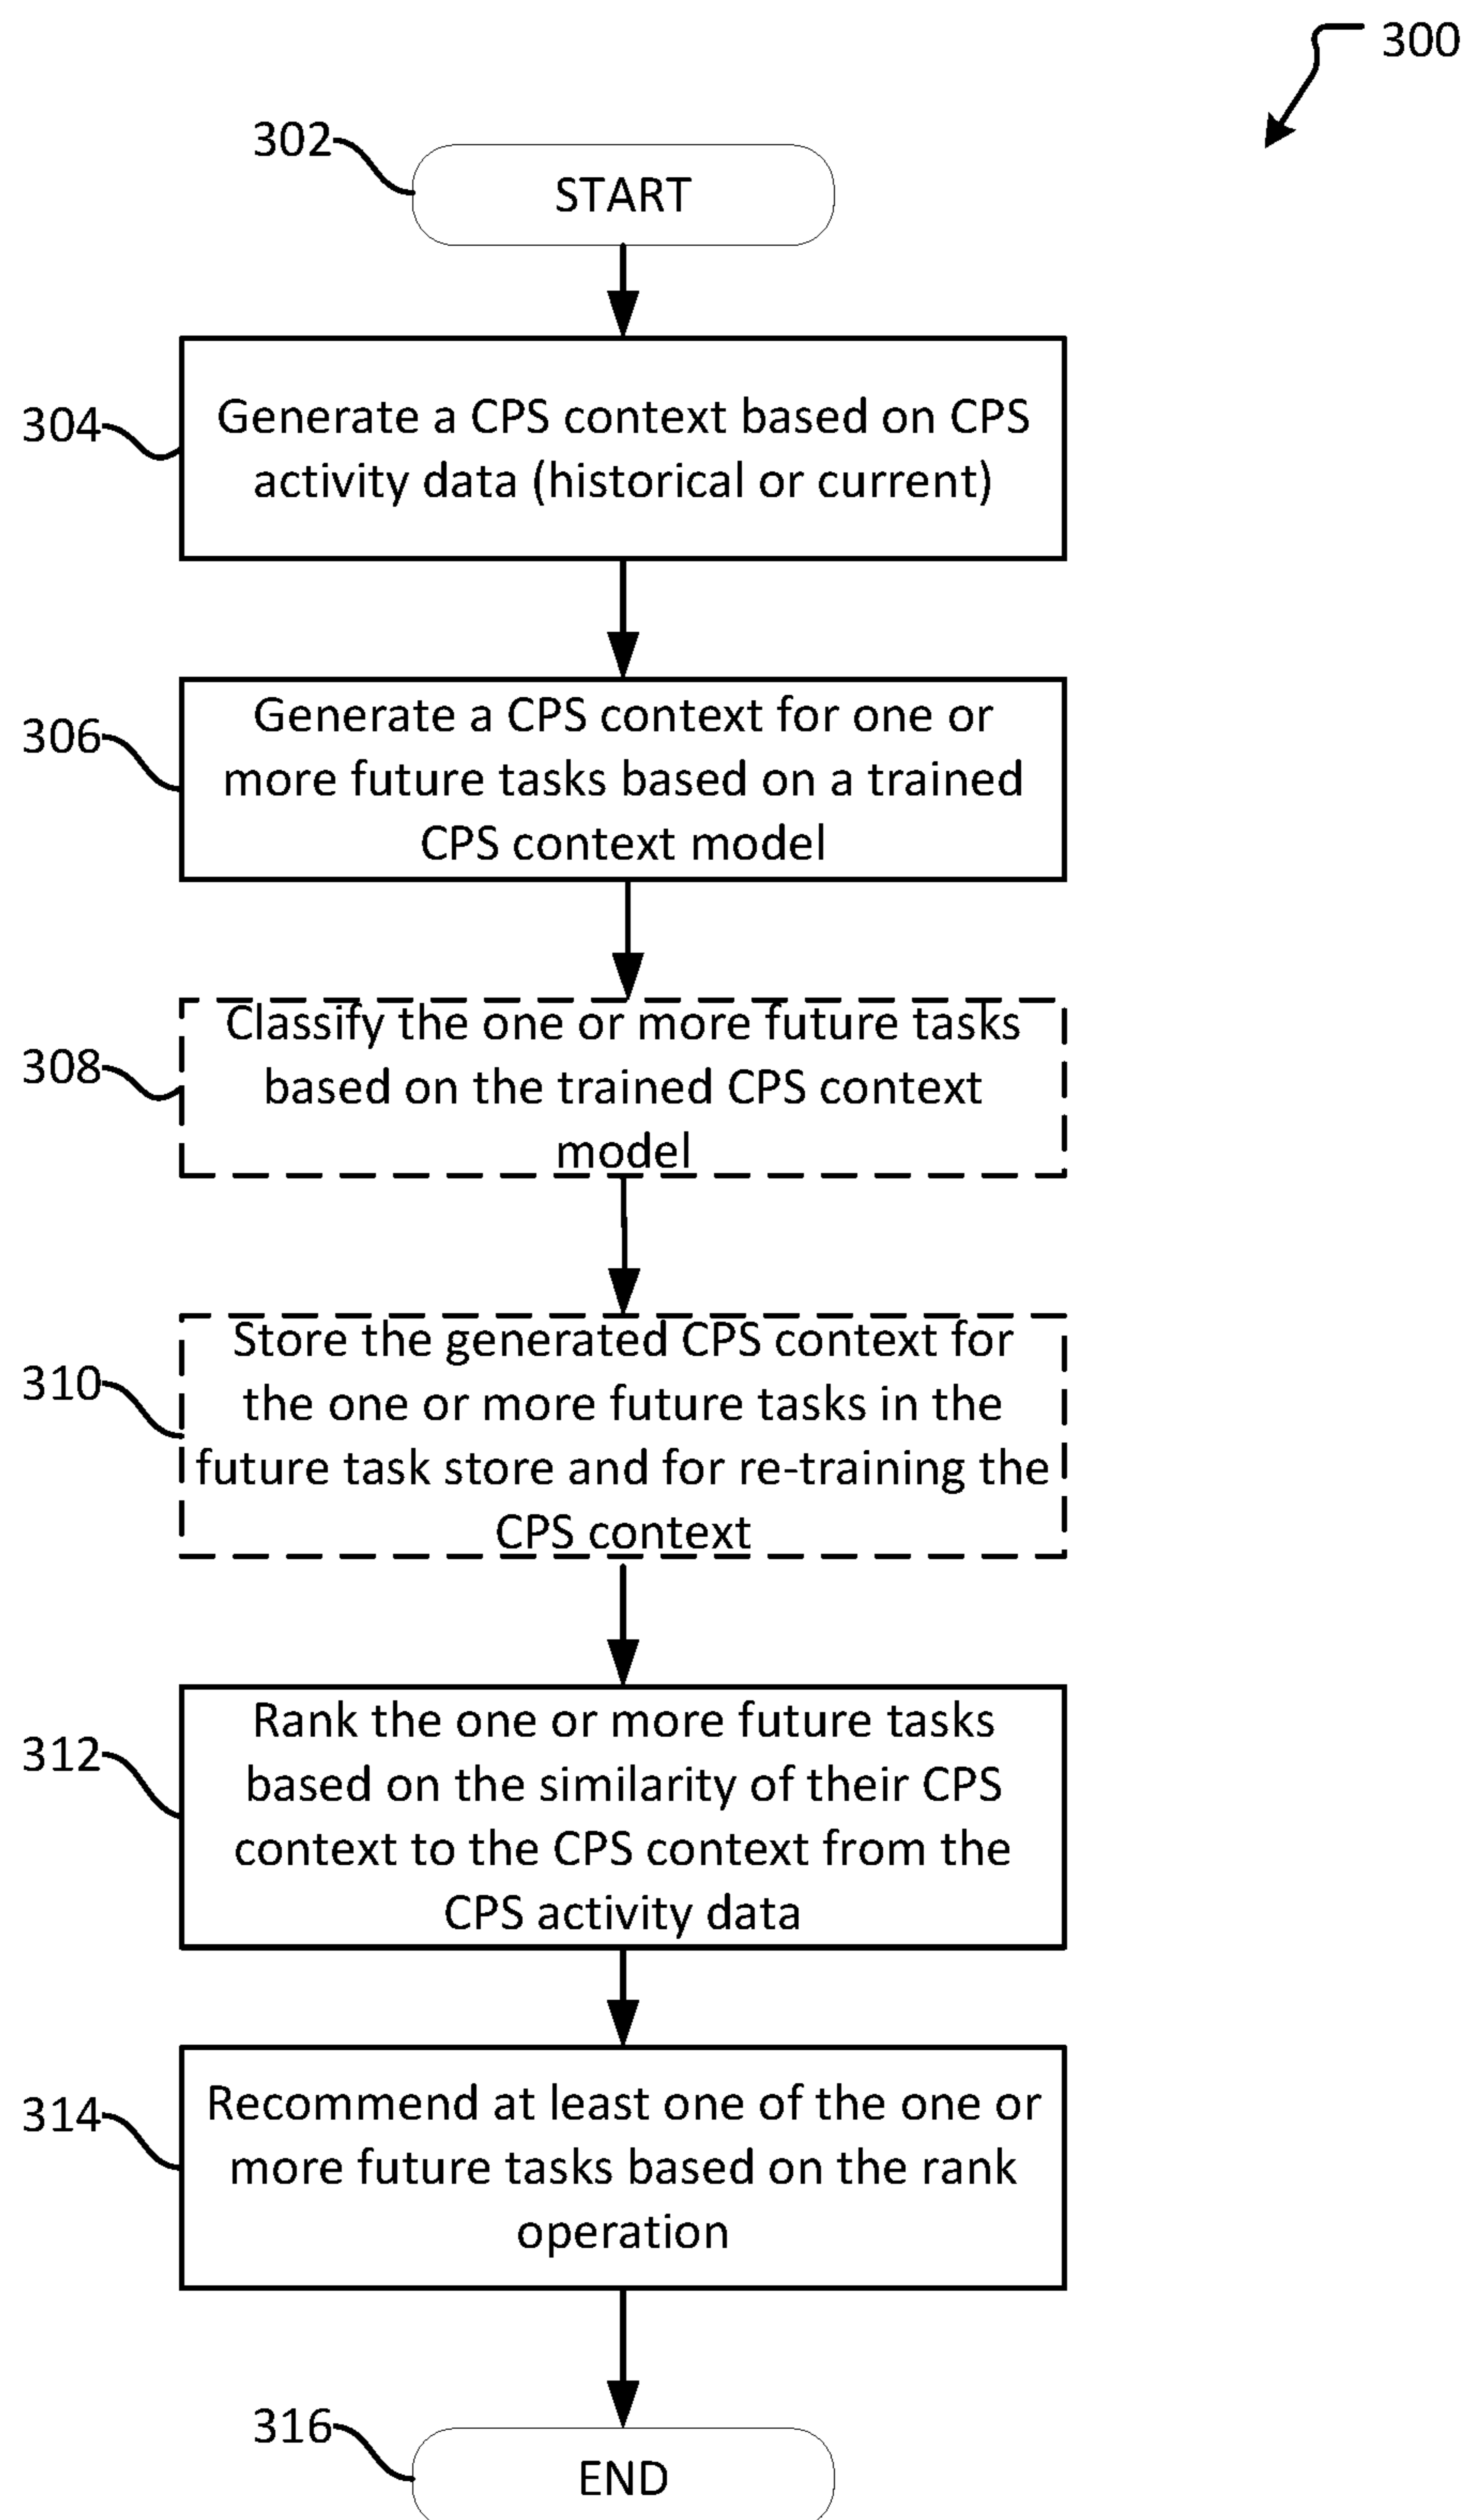 300
302
START
304
Generate a CPS context based on CPS
activity data (historical or current)
306
Generate a CPS context for one or
more future tasks based on a trained
CPS context model
308
Classify the one or more future tasks
based on the trained CPS context
model
310
Store the generated CPS context for
the one or more future tasks in the
future task store and for re-training the
CPS context
312
Rank the one or more future tasks
based on the similarity of their CPS
context to the CPS context from the
CPS activity data
314
Recommend at least one of the one or
more future tasks based on the rank
operation
316
END